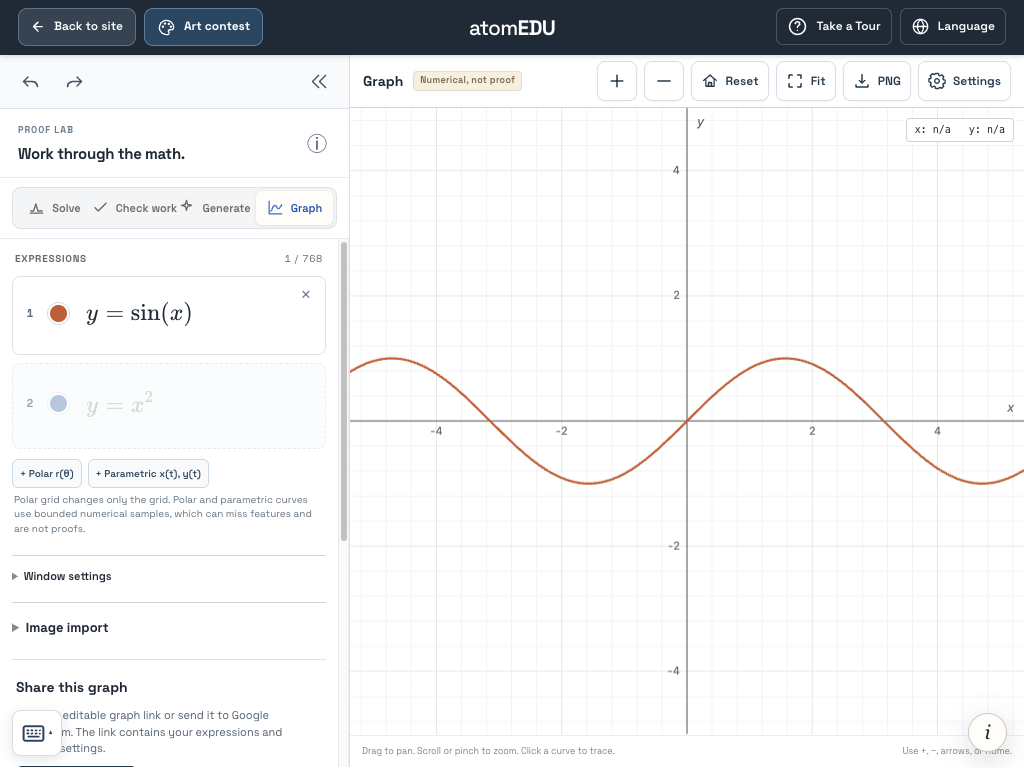 Back to site
Art contest
atomEDU
Take a Tour
Language
PROOF LAB
Work through the math.
Solve
Check work
Generate
Graph
EXPRESSIONS
1 / 768
1
y = sin(x)
2
y = x²
+ Polar r(θ)
+ Parametric x(t), y(t)
Polar grid changes only the grid. Polar and parametric curves
use bounded numerical samples, which can miss features and
are not proofs.
Window settings
Image import
Share this graph
editable graph link or send it to Google
The link contains your expressions and
settings.
Graph
Numerical, not proof
Reset
Fit
PNG
Settings
x: n/a y: n/a
y
4
2
x
-4
-2
2
4
-2
-4
Drag to pan. Scroll or pinch to zoom. Click a curve to trace.
Use +, −, arrows, or Home.
i